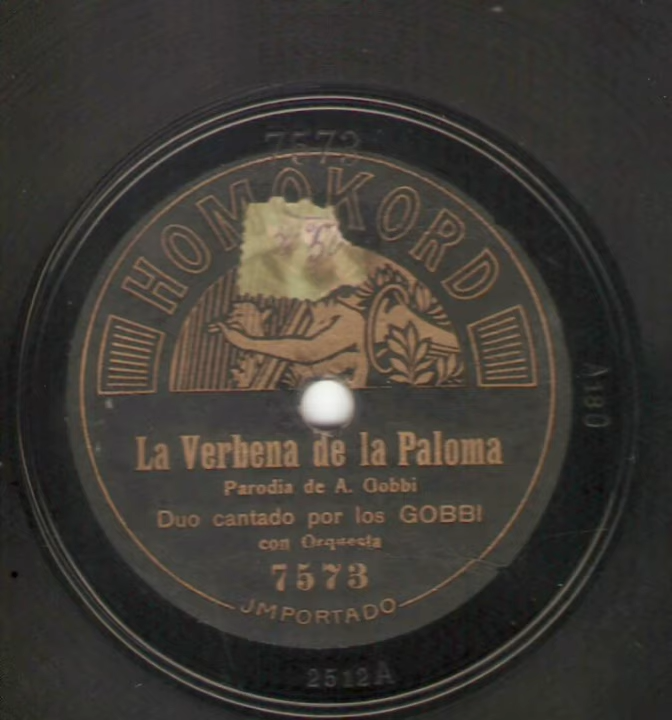 7573
HOMOKORD
La Verbena de la Paloma
Parodia de A. Gobbi
Duo cantado por los GOBBI
con Orquesta
7573
JMPORTADO
A180
2512A